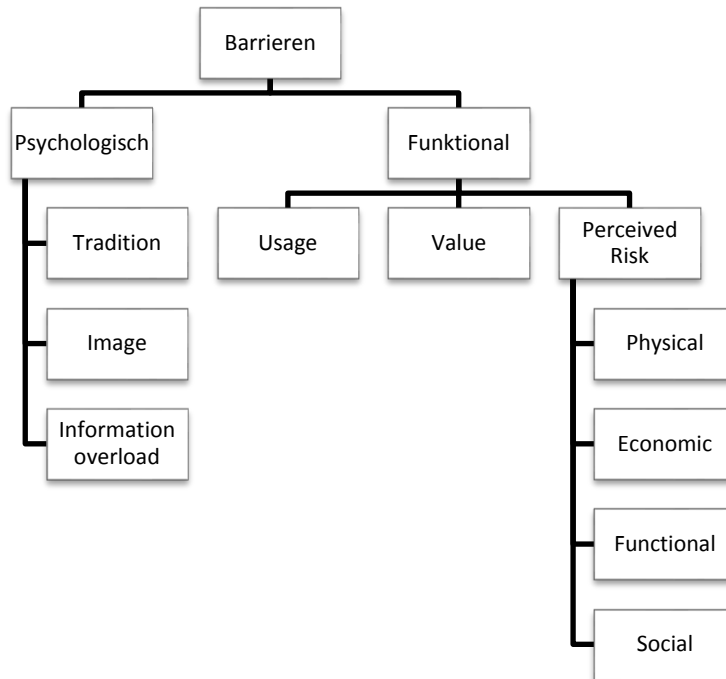 Barrieren
Psychologisch
Funktional
Tradition
Usage
Value
Perceived
Risk
Image
Physical
Information
overload
Economic
Functional
Social